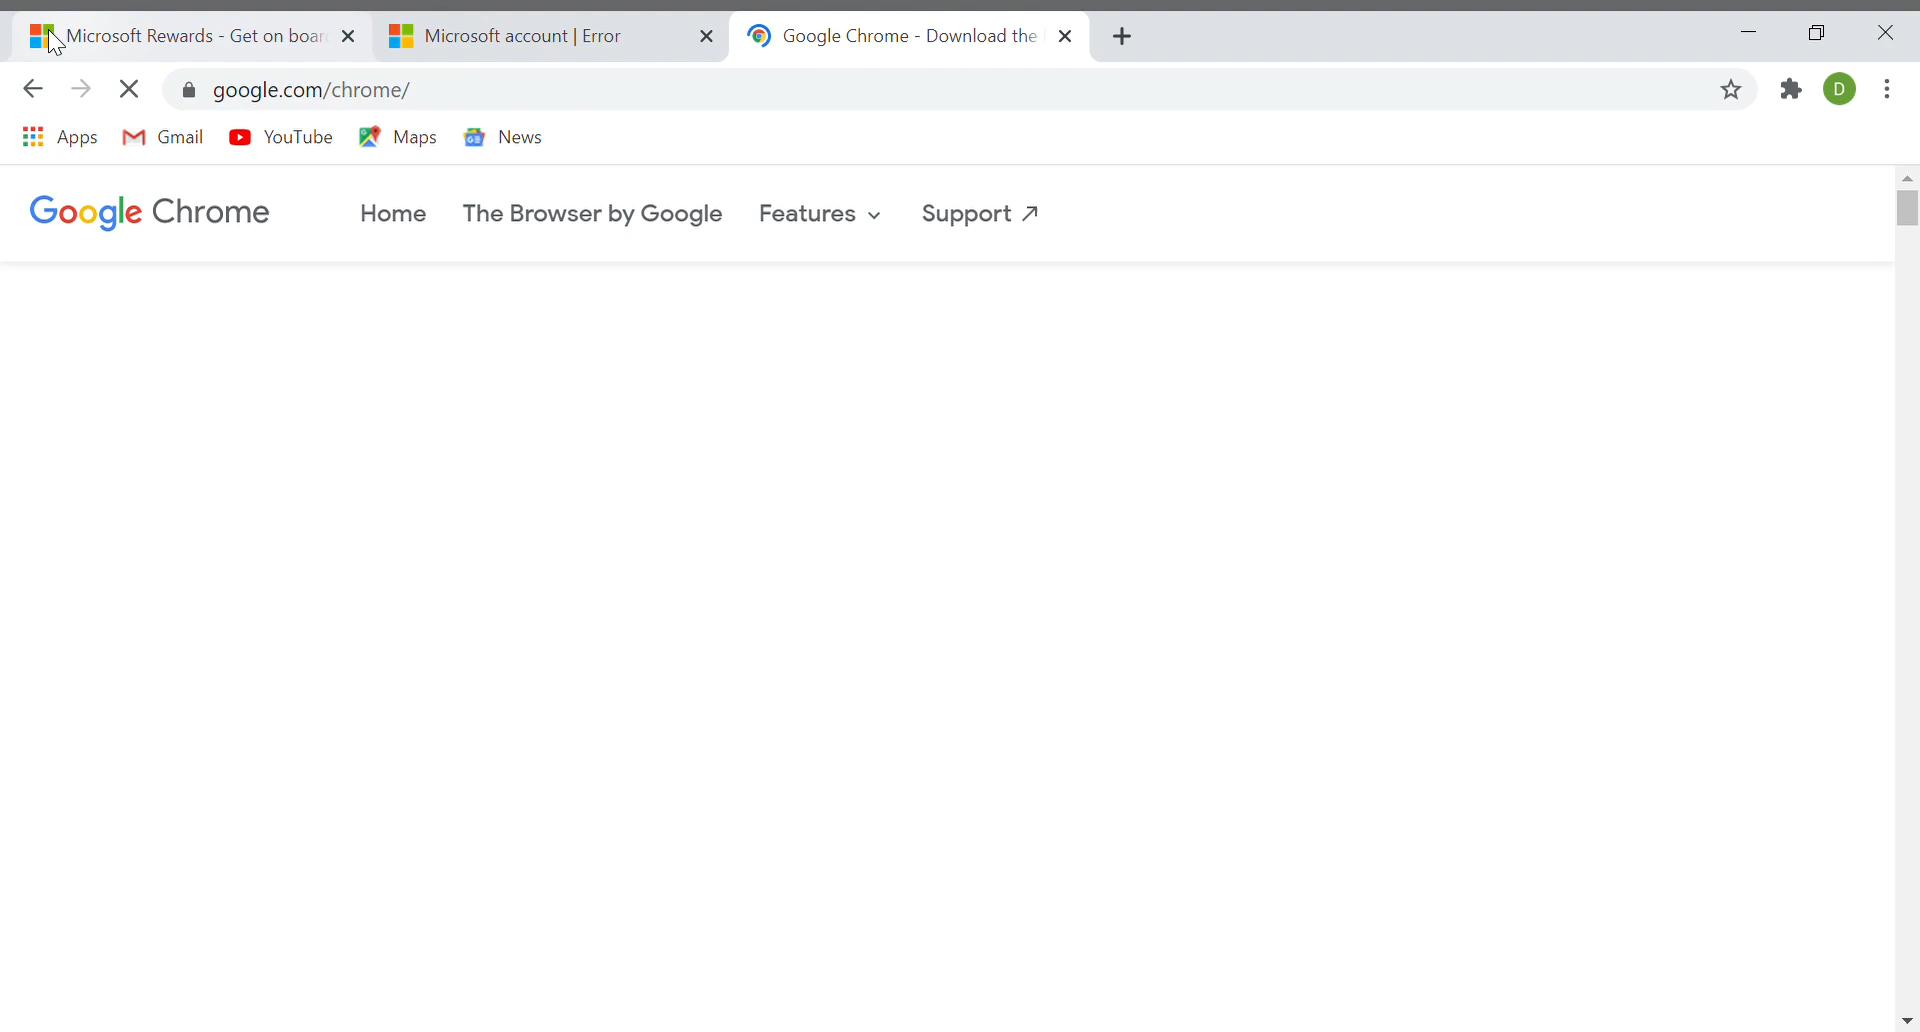 Microsoft Rewards - Get on boar
Microsoft account | Error
Google Chrome - Download the
google.com/chrome/
D
Apps
Gmail
YouTube
Maps
News
Google Chrome
Home
The Browser by Google
Features
Support